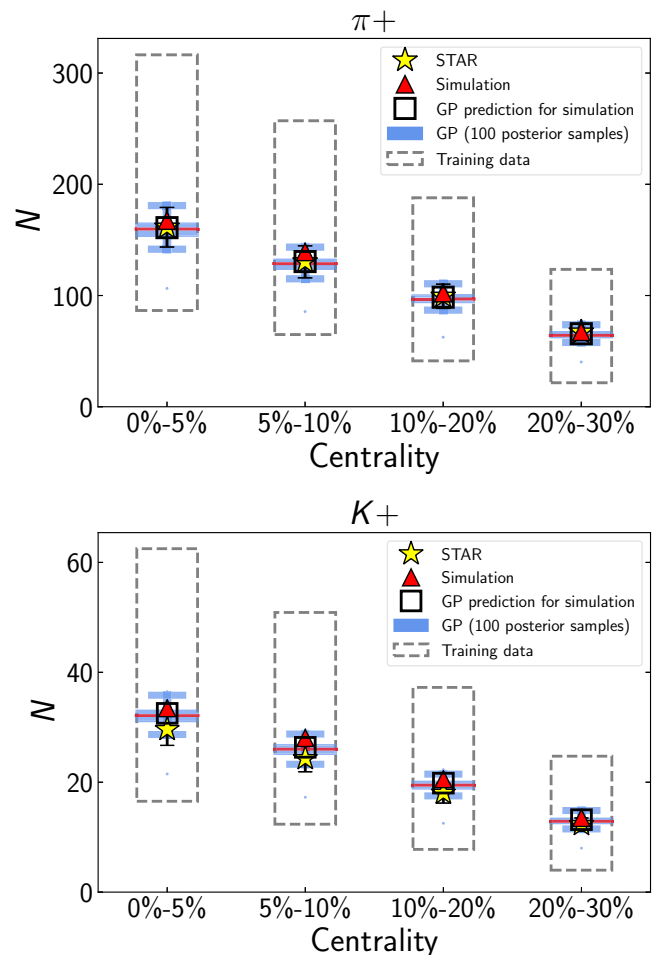 π+
300
200
100
0
N
STAR
Simulation
GP prediction for simulation
GP (100 posterior samples)
Training data
0%-5% 5%-10% 10%-20% 20%-30%
Centrality
K+
60
40
20
0
N
STAR
Simulation
GP prediction for simulation
GP (100 posterior samples)
Training data
0%-5% 5%-10% 10%-20% 20%-30%
Centrality